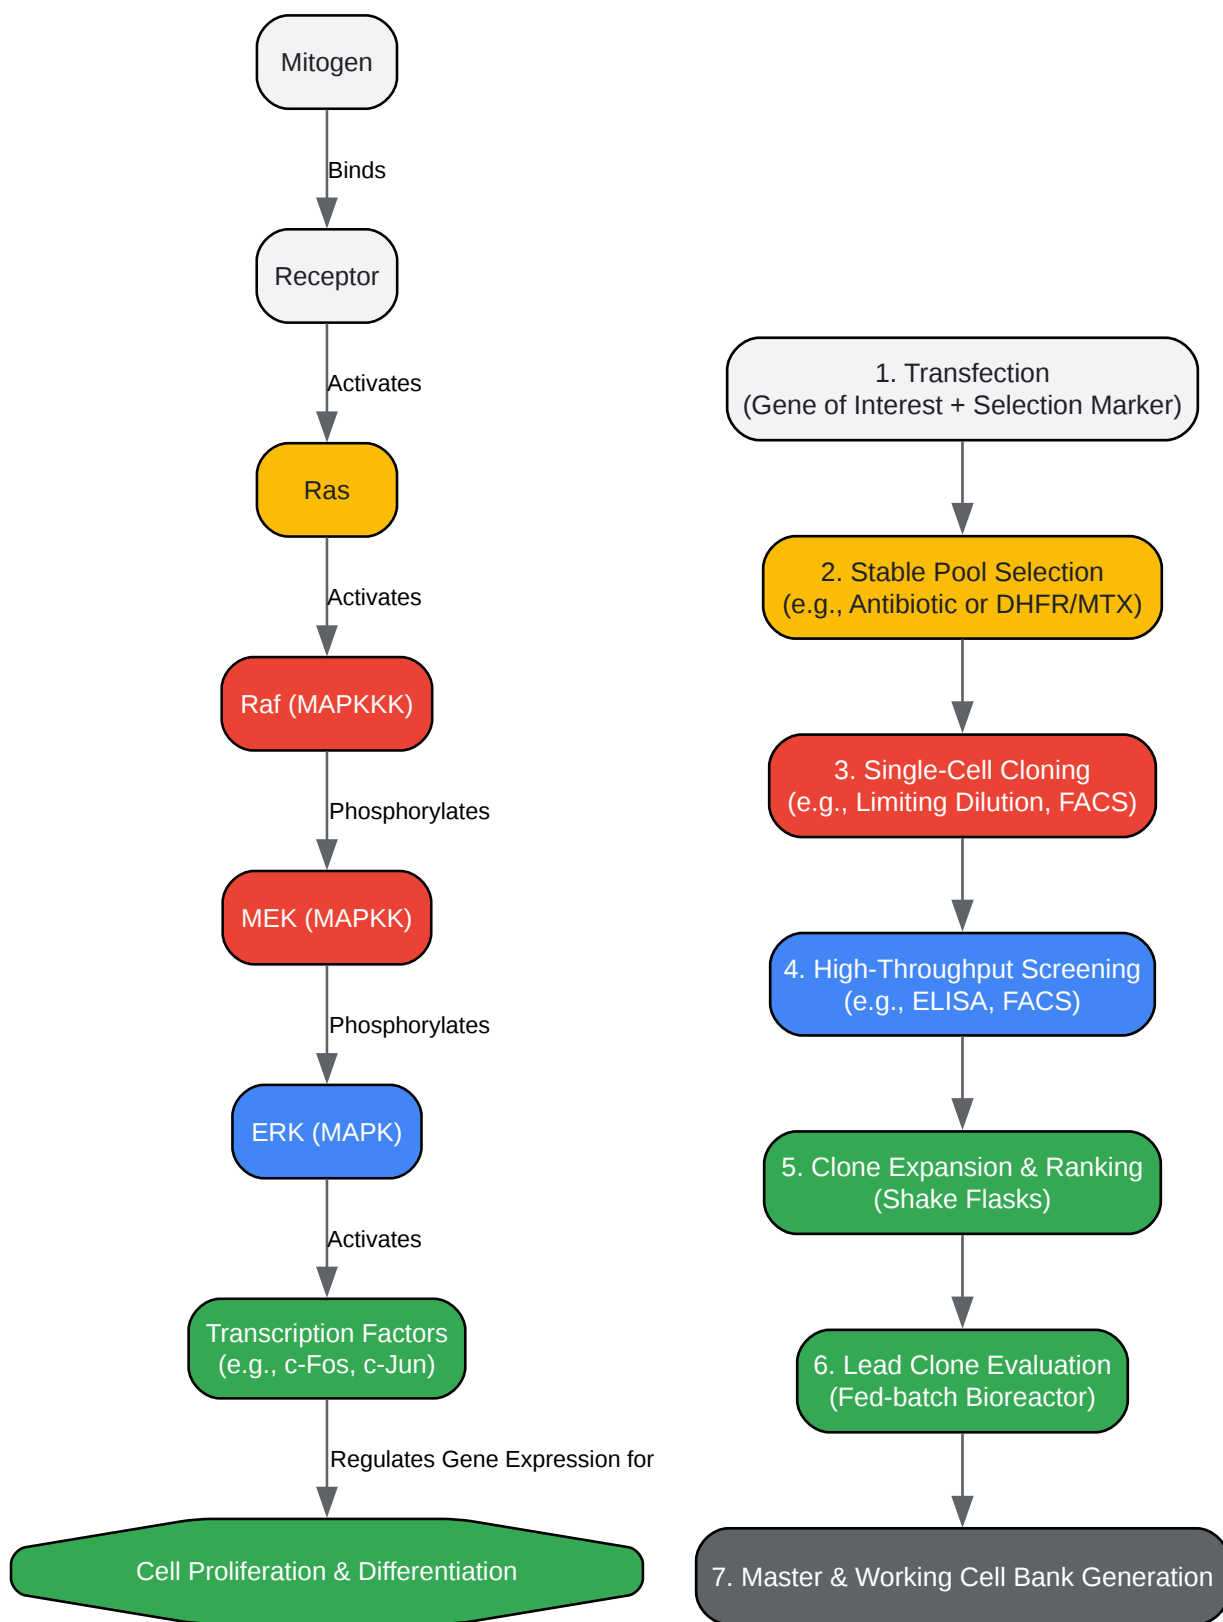 Mitogen
Binds
Receptor
Activates
Ras
Activates
Raf (MAPKKK)
Phosphorylates
MEK (MAPKK)
Phosphorylates
ERK (MAPK)
Activates
Transcription Factors
(e.g., c-Fos, c-Jun)
Regulates Gene Expression for
Cell Proliferation & Differentiation
1. Transfection
(Gene of Interest + Selection Marker)
2. Stable Pool Selection
(e.g., Antibiotic or DHFR/MTX)
3. Single-Cell Cloning
(e.g., Limiting Dilution, FACS)
4. High-Throughput Screening
(e.g., ELISA, FACS)
5. Clone Expansion & Ranking
(Shake Flasks)
6. Lead Clone Evaluation
(Fed-batch Bioreactor)
7. Master & Working Cell Bank Generation